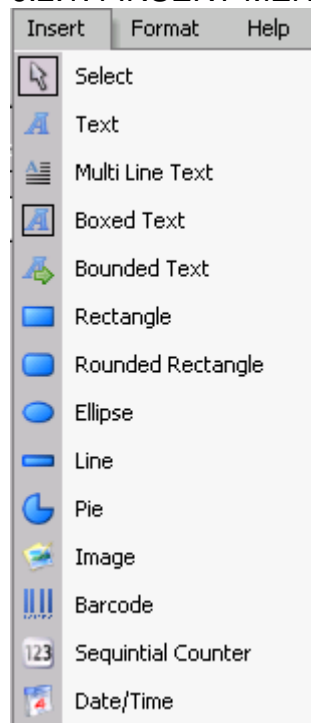 Insert Format Help
Select
Text
Multi Line Text
Boxed Text
Bounded Text
Rectangle
Rounded Rectangle
Ellipse
Line
Pie
Image
Barcode
123 Sequintial Counter
Date/Time